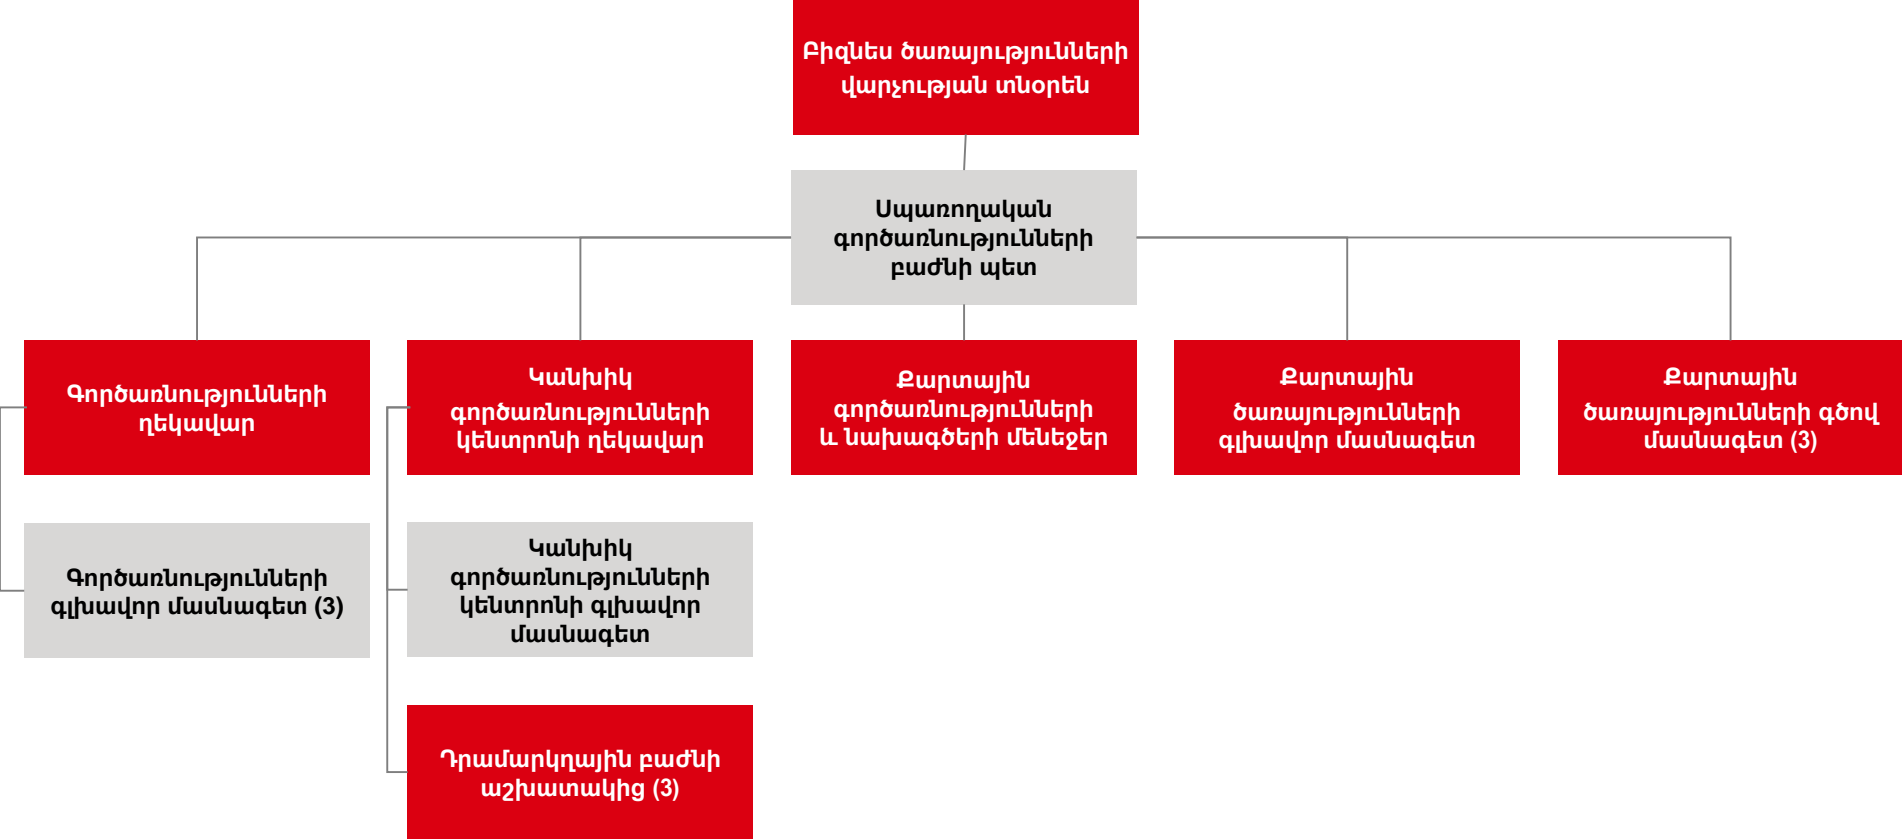 Բիզնես ծառայությունների
վարչության տնօրեն
Սպառողական
գործառնությունների
բաժնի պետ
Գործառնությունների
ղեկավար
Կանխիկ
գործառնությունների
կենտրոնի ղեկավար
Քարտային
գործառնությունների
և նախագծերի մենեջեր
Քարտային
ծառայությունների
գլխավոր մասնագետ
Քարտային
ծառայությունների գծով
մասնագետ (3)
Գործառնությունների
գլխավոր մասնագետ (3)
Կանխիկ
գործառնությունների
կենտրոնի գլխավոր
մասնագետ
Դրամարկղային բաժնի
աշխատակից (3)